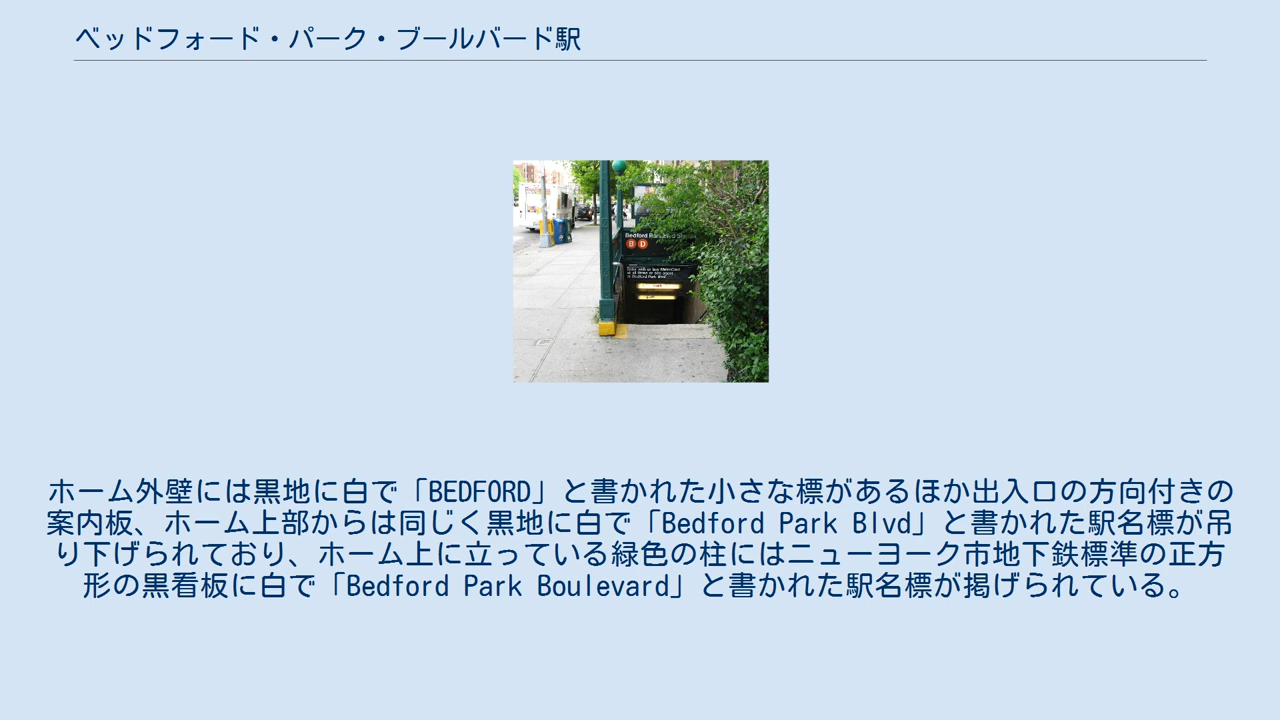 ベッドフォード・パーク・ブールバード駅
Bedford Park
B D
ホーム外壁には黒地に白で「BEDFORD」と書かれた小さな標があるほか出入口の方向付きの
案内板、ホーム上部からは同じく黒地に白で「Bedford Park Blvd」と書かれた駅名標が吊
り下げられており、ホーム上に立っている緑色の柱にはニューヨーク市地下鉄標準の正方
形の黒看板に白で「Bedford Park Boulevard」と書かれた駅名標が掲げられている。